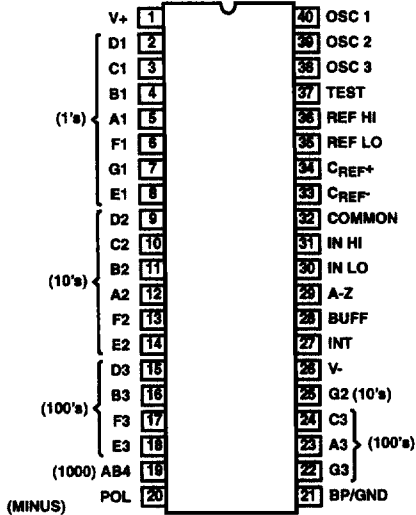 V+ 1 40 OSC 1
D1 2 39 OSC 2
C1 3 38 OSC 3
B1 4 37 TEST
(1's) A1 5 36 REF HI
F1 6 35 REF LO
G1 7 34 CREF+
E1 8 33 CREF-
D2 9 32 COMMON
C2 10 31 IN HI
B2 11 30 IN LO
(10's) A2 12 29 A-Z
F2 13 28 BUFF
E2 14 27 INT
D3 15 26 V-
B3 16 25 G2 (10's)
(100's) F3 17 24 C3
E3 18 23 A3 (100's)
(1000) AB4 19 22 G3
(MINUS) POL 20 21 BP/GND